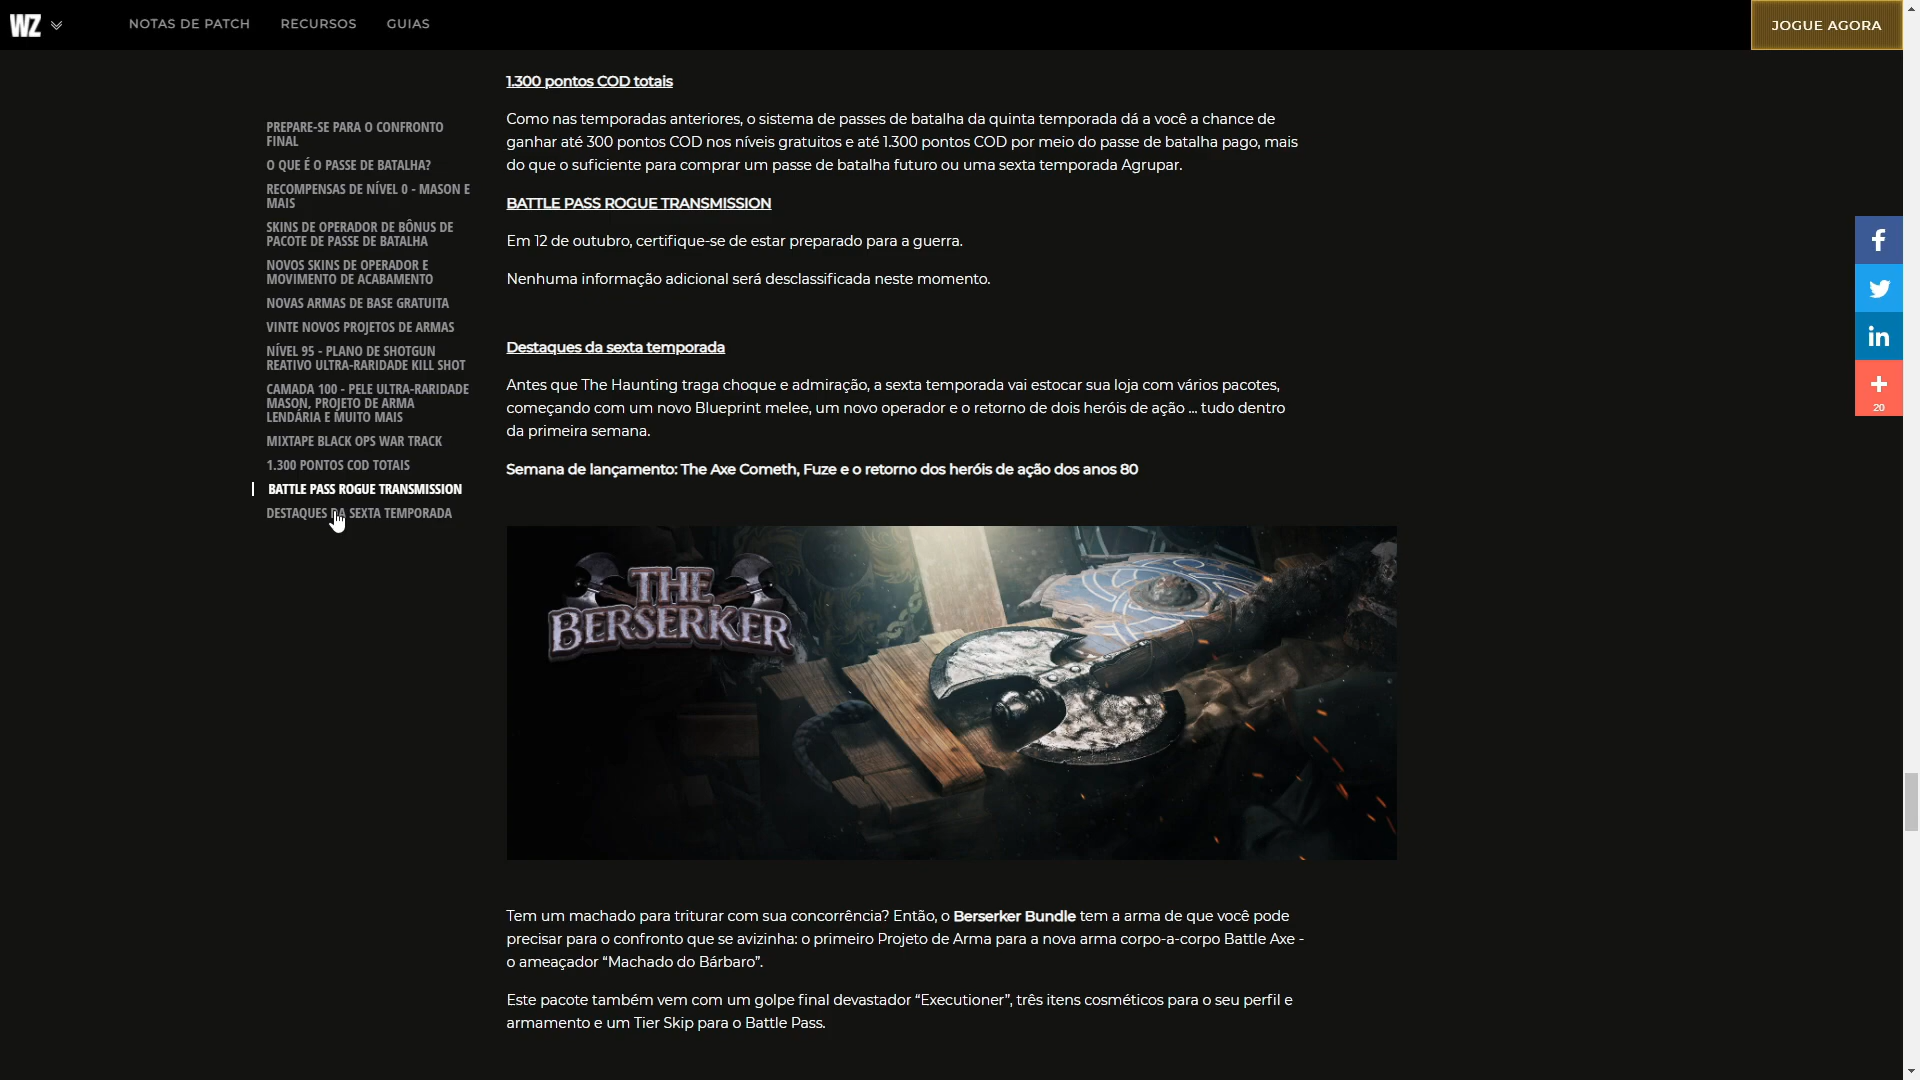 WZ
NOTAS DE PATCH
RECURSOS
GUIAS
JOGUE AGORA
PREPARE-SE PARA O CONFRONTO
FINAL
O QUE É O PASSE DE BATALHA?
RECOMPENSAS DE NÍVEL 0 - MASON E
MAIS
SKINS DE OPERADOR DE BÔNUS DE
PACOTE DE PASSE DE BATALHA
NOVOS SKINS DE OPERADOR E
MOVIMENTO DE ACABAMENTO
NOVAS ARMAS DE BASE GRATUITA
VINTE NOVOS PROJETOS DE ARMAS
NÍVEL 95 - PLANO DE SHOTGUN
REATIVO ULTRA-RARIDADE KILL SHOT
CAMADA 100 - PELE ULTRA-RARIDADE
MASON, PROJETO DE ARMA
LENDÁRIA E MUITO MAIS
MIXTAPE BLACK OPS WAR TRACK
1.300 PONTOS COD TOTAIS
BATTLE PASS ROGUE TRANSMISSION
DESTAQUES DA SEXTA TEMPORADA
1.300 pontos COD totais
Como nas temporadas anteriores, o sistema de passes de batalha da quinta temporada dá a você a chance de
ganhar até 300 pontos COD nos níveis gratuitos e até 1.300 pontos COD por meio do passe de batalha pago, mais
do que o suficiente para comprar um passe de batalha futuro ou uma sexta temporada Agrupar.
BATTLE PASS ROGUE TRANSMISSION
Em 12 de outubro, certifique-se de estar preparado para a guerra.
Nenhuma informação adicional será desclassificada neste momento.
Destaques da sexta temporada
Antes que The Haunting traga choque e admiração, a sexta temporada vai estocar sua loja com vários pacotes,
começando com um novo Blueprint melee, um novo operador e o retorno de dois heróis de ação ... tudo dentro
da primeira semana.
Semana de lançamento: The Axe Cometh, Fuze e o retorno dos heróis de ação dos anos 80
THE
BERSERKER
Tem um machado para triturar com sua concorrência? Então, o Berserker Bundle tem a arma de que você pode
precisar para o confronto que se avizinha: o primeiro Projeto de Arma para a nova arma corpo-a-corpo Battle Axe -
o ameaçador “Machado do Bárbaro”.
Este pacote também vem com um golpe final devastador “Executioner”, três itens cosméticos para o seu perfil e
armamento e um Tier Skip para o Battle Pass.
20